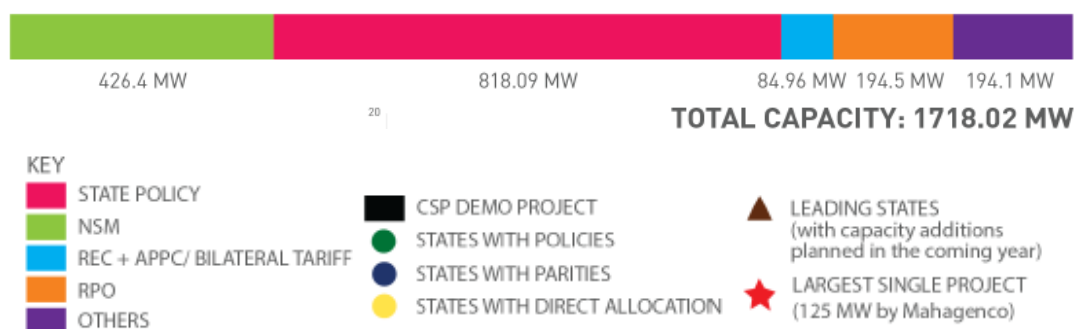 426.4 MW 818.09 MW 84.96 MW 194.5 MW 194.1 MW
20
TOTAL CAPACITY: 1718.02 MW
KEY
STATE POLICY
NSM
REC + APPC/ BILATERAL TARIFF
RPO
OTHERS
CSP DEMO PROJECT
STATES WITH POLICIES
STATES WITH PARITIES
STATES WITH DIRECT ALLOCATION
LEADING STATES
(with capacity additions
planned in the coming year)
LARGEST SINGLE PROJECT
(125 MW by Mahagenco)